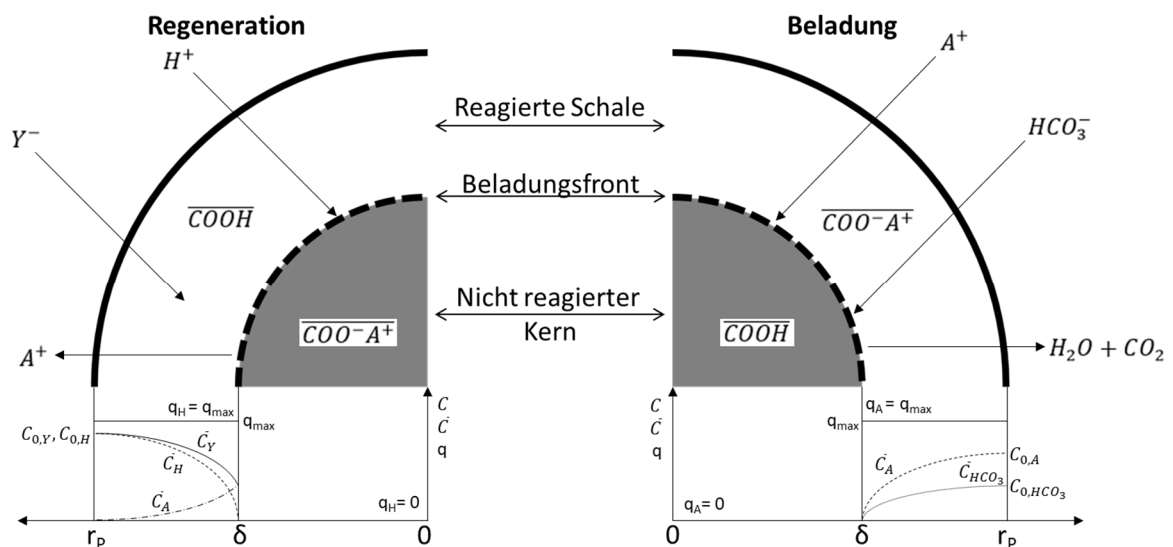 Regeneration
Beladung
H⁺
A⁺
Reagierte Schale
Y⁻
HCO₃⁻
Beladungsfront
COOH
COO⁻A⁺
Nicht reagierter
Kern
COO⁻A⁺
COOH
A⁺
H₂O + CO₂
q_H = q_max
q_max
C
C̄
q
C_0,Y, C_0,H
C̄_Y
C̄_H
C̄_A
q_H = 0
r_P
δ
0
C
C̄
q
q_max
q_A = q_max
C̄_A
C̄_HCO₃
C_0,A
C_0,HCO₃
q_A = 0
0
δ
r_P